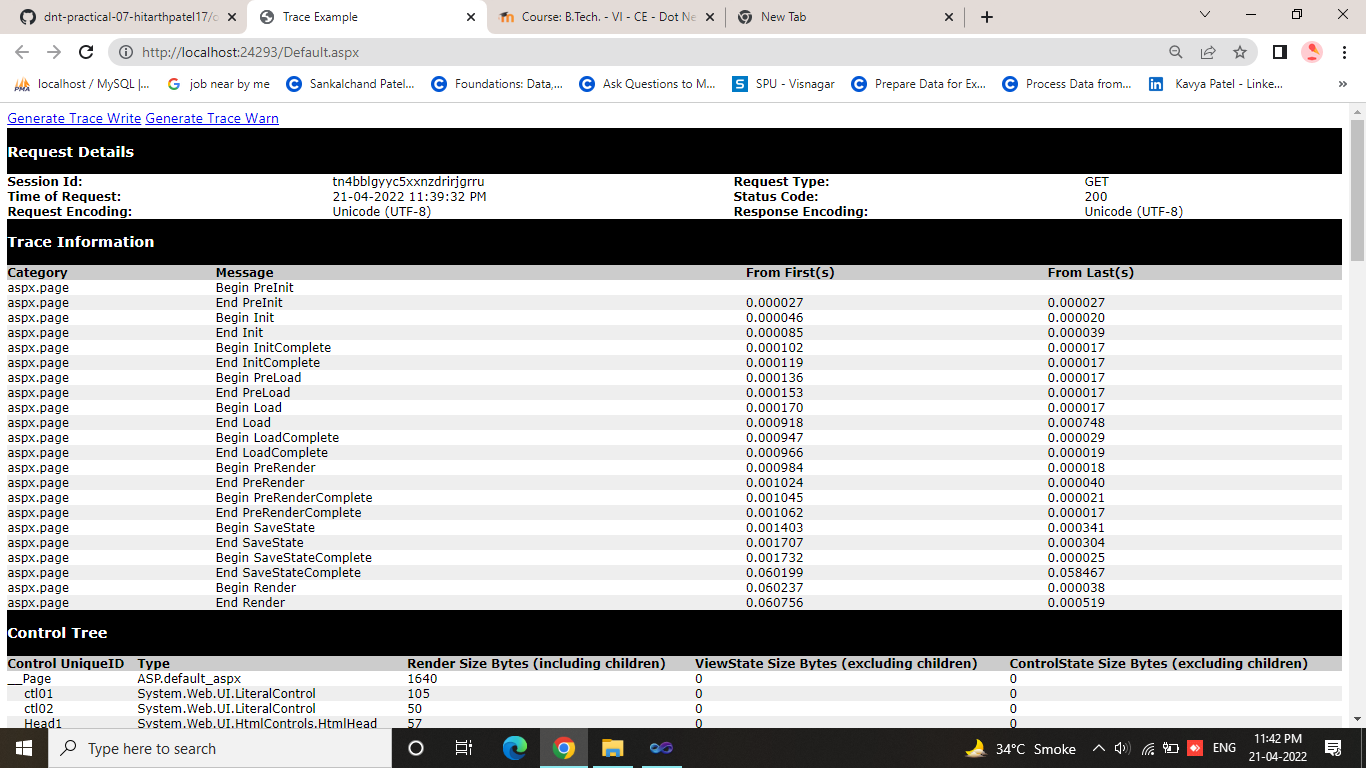 dnt-practical-07-hitarthpatel17/o Trace Example Course: B.Tech. - VI - CE - Dot Ne New Tab
http://localhost:24293/Default.aspx
localhost / MySQL |... job near by me Sankalchand Patel... Foundations: Data,... Ask Questions to M... SPU - Visnagar Prepare Data for Ex... Process Data from... Kavya Patel - Linke... »
Generate Trace Write Generate Trace Warn
Request Details
Session Id: tn4bblgyyc5xxnzdrirjgrru Request Type: GET
Time of Request: 21-04-2022 11:39:32 PM Status Code: 200
Request Encoding: Unicode (UTF-8) Response Encoding: Unicode (UTF-8)
Trace Information
Category Message From First(s) From Last(s)
aspx.page Begin PreInit
aspx.page End PreInit 0.000027 0.000027
aspx.page Begin Init 0.000046 0.000020
aspx.page End Init 0.000085 0.000039
aspx.page Begin InitComplete 0.000102 0.000017
aspx.page End InitComplete 0.000119 0.000017
aspx.page Begin PreLoad 0.000136 0.000017
aspx.page End PreLoad 0.000153 0.000017
aspx.page Begin Load 0.000170 0.000017
aspx.page End Load 0.000918 0.000748
aspx.page Begin LoadComplete 0.000947 0.000029
aspx.page End LoadComplete 0.000966 0.000019
aspx.page Begin PreRender 0.000984 0.000018
aspx.page End PreRender 0.001024 0.000040
aspx.page Begin PreRenderComplete 0.001045 0.000021
aspx.page End PreRenderComplete 0.001062 0.000017
aspx.page Begin SaveState 0.001403 0.000341
aspx.page End SaveState 0.001707 0.000304
aspx.page Begin SaveStateComplete 0.001732 0.000025
aspx.page End SaveStateComplete 0.060199 0.058467
aspx.page Begin Render 0.060237 0.000038
aspx.page End Render 0.060756 0.000519
Control Tree
Control UniqueID Type Render Size Bytes (including children) ViewState Size Bytes (excluding children) ControlState Size Bytes (excluding children)
__Page ASP.default_aspx 1640 0 0
ctl01 System.Web.UI.LiteralControl 105 0 0
ctl02 System.Web.UI.LiteralControl 50 0 0
Head1 System.Web.UI.HtmlControls.HtmlHead 57 0 0
Type here to search 34°C Smoke ENG 11:42 PM
21-04-2022